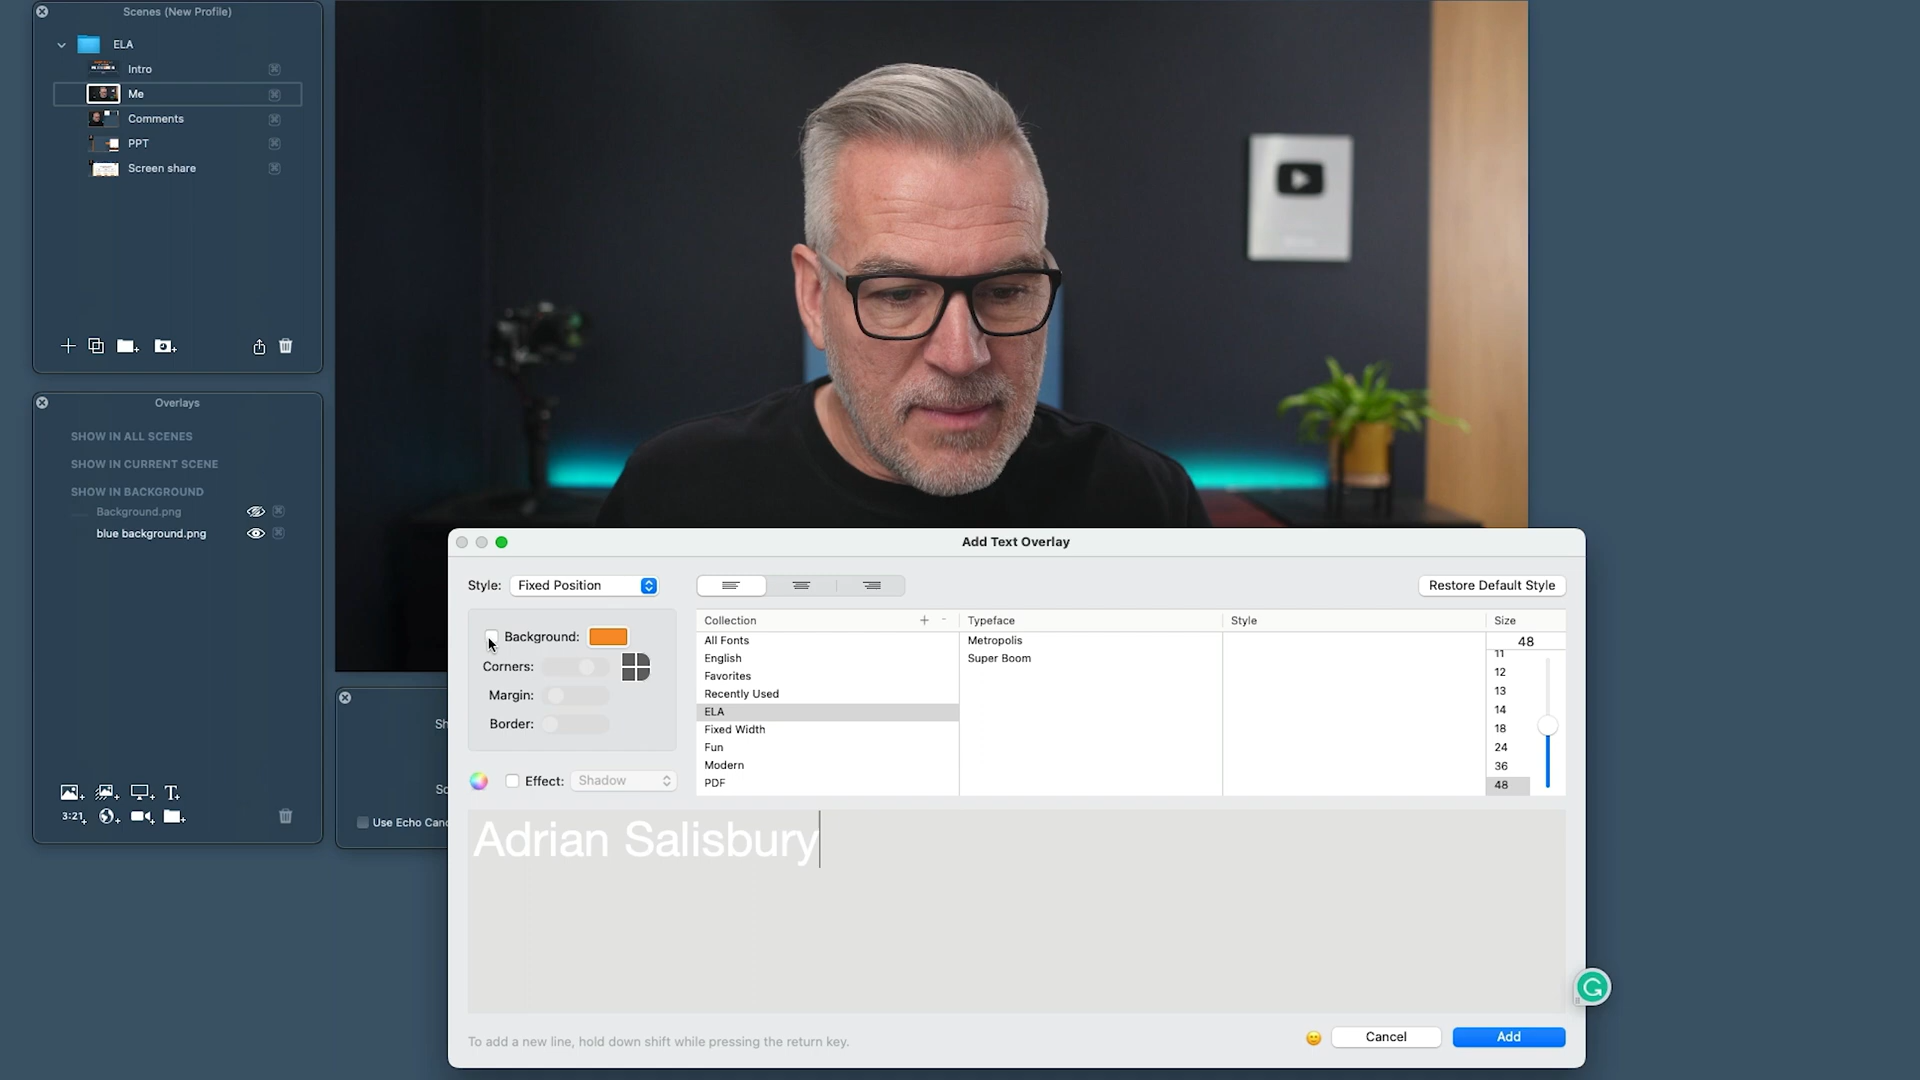 Scenes (New Profile)
ELA
Intro
Me
Comments
PPT
Screen share
Overlays
SHOW IN ALL SCENES
SHOW IN CURRENT SCENE
SHOW IN BACKGROUND
Background.png
blue background.png
3:21
Sh
Sc
Use Echo Canc
Add Text Overlay
Style: Fixed Position
Restore Default Style
Background:
Corners:
Margin:
Border:
Effect: Shadow
Collection
All Fonts
English
Favorites
Recently Used
ELA
Fixed Width
Fun
Modern
PDF
Typeface
Metropolis
Super Boom
Style
Size
48
11
12
13
14
18
24
36
48
Adrian Salisbury
To add a new line, hold down shift while pressing the return key.
Cancel
Add